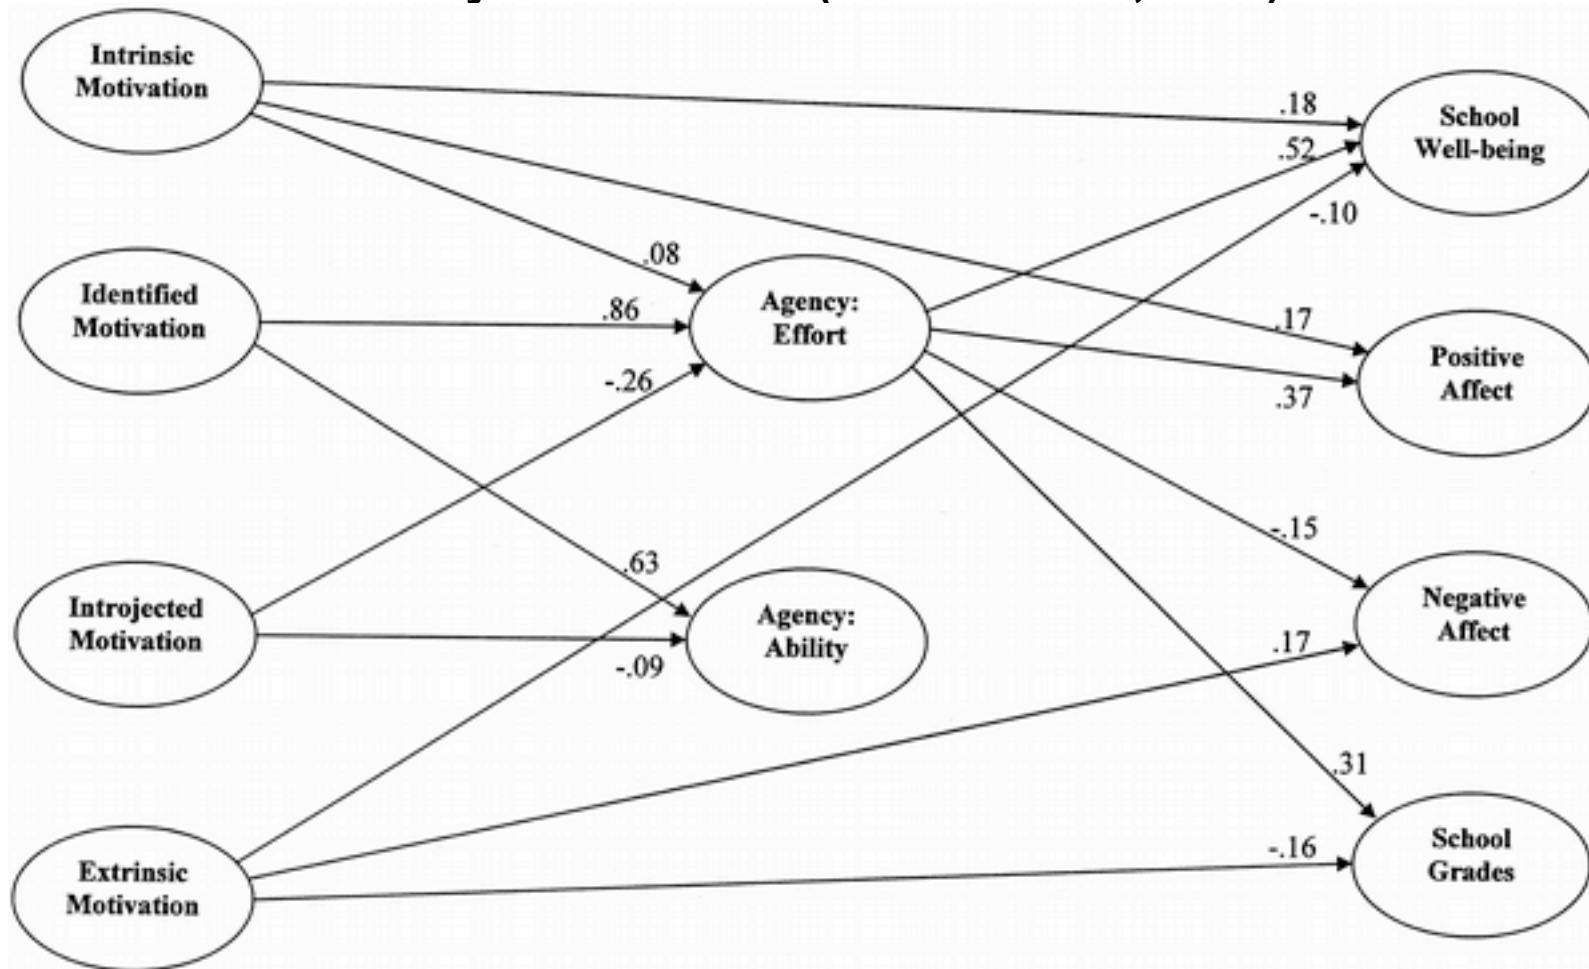 Intrinsic
Motivation
.18
School
Well-being
.52
-.10
.08
Identified
Motivation
.86
Agency:
Effort
.17
Positive
Affect
-.26
.37
-.15
.63
Introjected
Motivation
Agency:
Ability
Negative
Affect
-.09
.17
.31
-.16
School
Grades
Extrinsic
Motivation